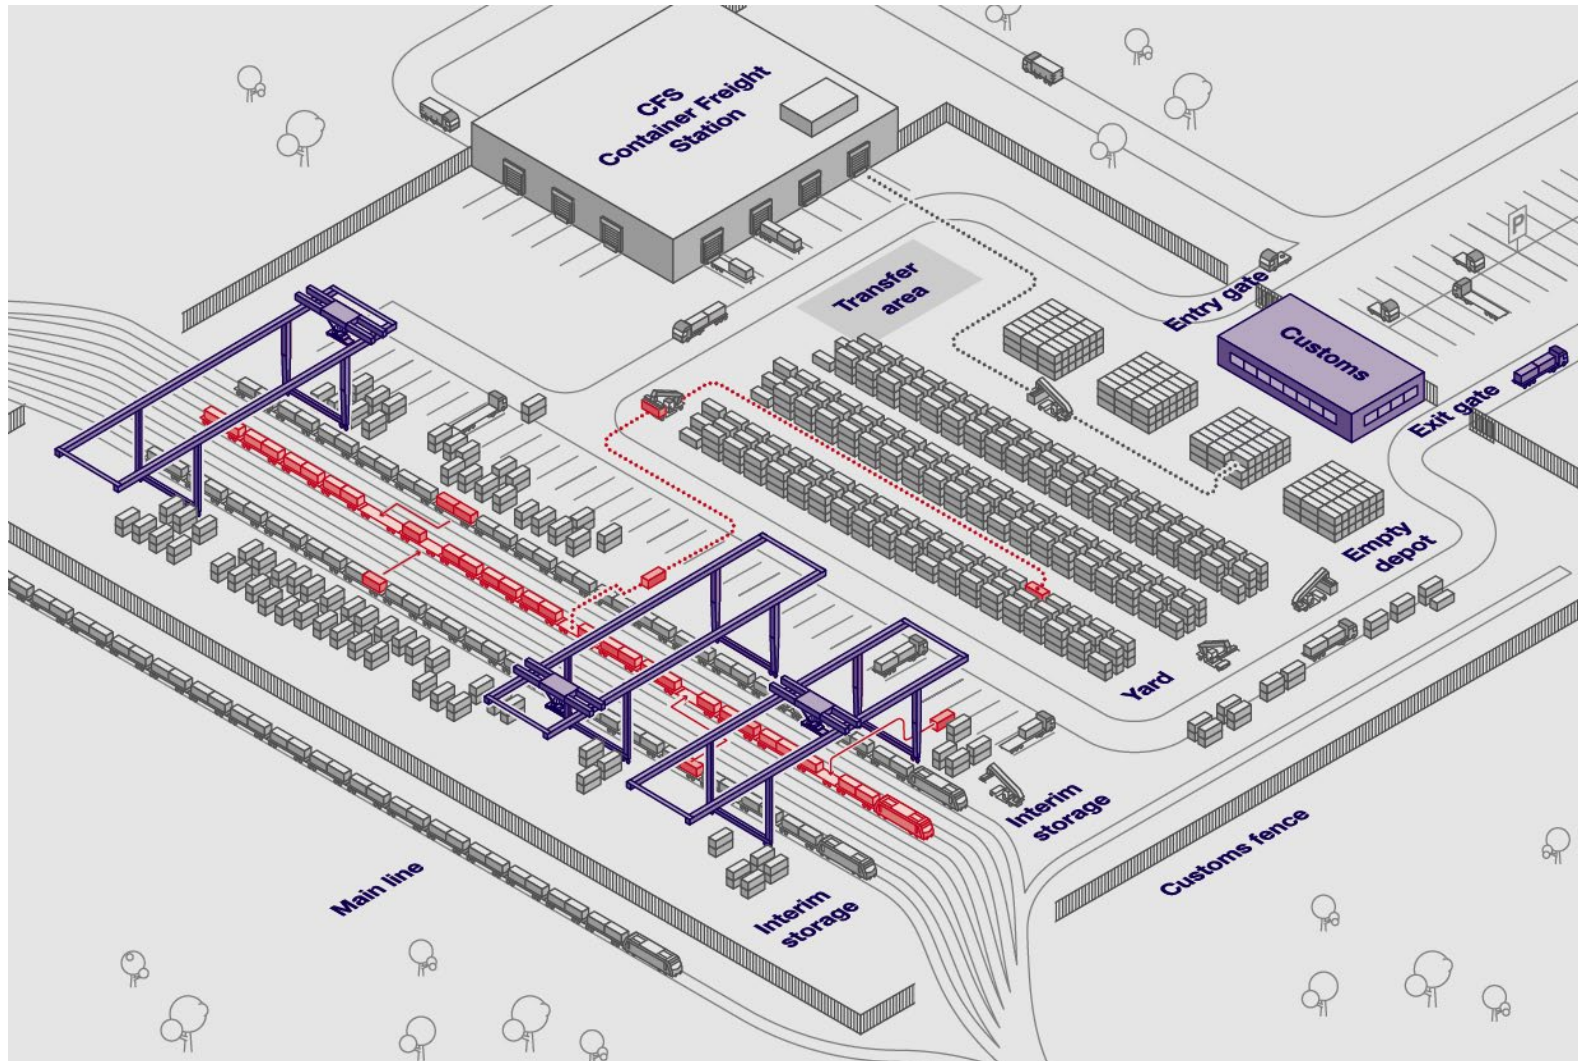 CFS
Container Freight
Station
Transfer
area
Entry gate
P
Customs
Exit gate
Empty
depot
Yard
Interim
storage
Customs fence
Main line
Interim
storage